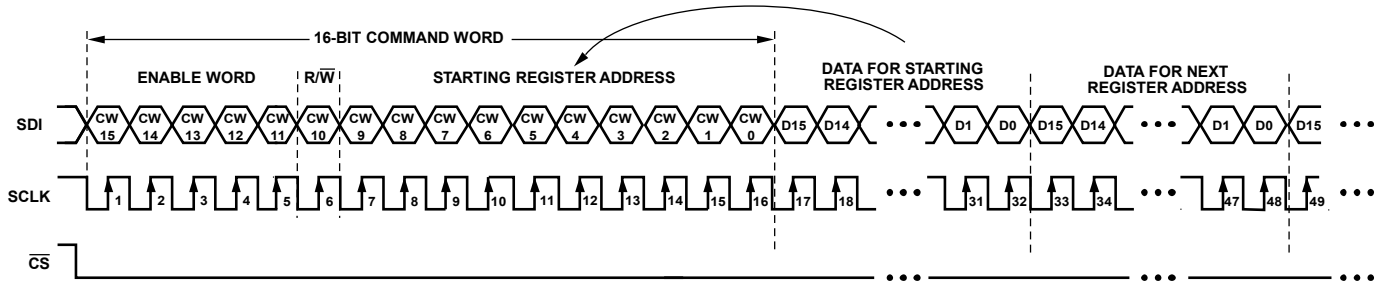 16-BIT COMMAND WORD
ENABLE WORD R/W̅ STARTING REGISTER ADDRESS DATA FOR STARTING REGISTER ADDRESS DATA FOR NEXT REGISTER ADDRESS
SDI CW 15 CW 14 CW 13 CW 12 CW 11 CW 10 CW 9 CW 8 CW 7 CW 6 CW 5 CW 4 CW 3 CW 2 CW 1 CW 0 D15 D14 ••• D1 D0 D15 D14 ••• D1 D0 D15 •••
SCLK 1 2 3 4 5 6 7 8 9 10 11 12 13 14 15 16 17 18 ••• 31 32 33 34 ••• 47 48 49 •••
C̅S̅ ••• ••• •••